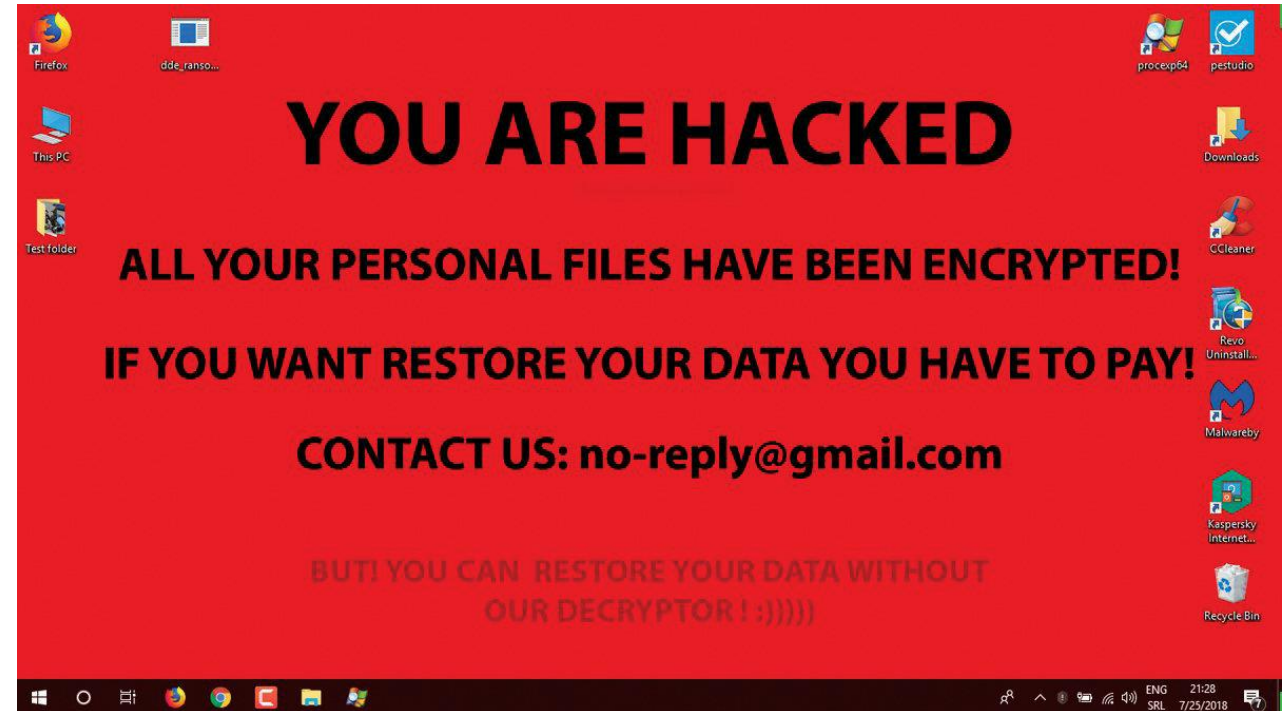 Firefox
dde_ranso...
procexp64
pestudio
This PC
Downloads
Test folder
CCleaner
Revo
Uninstall...
Malwareby
Kaspersky
Internet...
Recycle Bin
YOU ARE HACKED
ALL YOUR PERSONAL FILES HAVE BEEN ENCRYPTED!
IF YOU WANT RESTORE YOUR DATA YOU HAVE TO PAY!
CONTACT US: no-reply@gmail.com
BUT! YOU CAN RESTORE YOUR DATA WITHOUT
OUR DECRYPTOR ! :)))))
ENG 21:28
SRL 7/25/2018
7